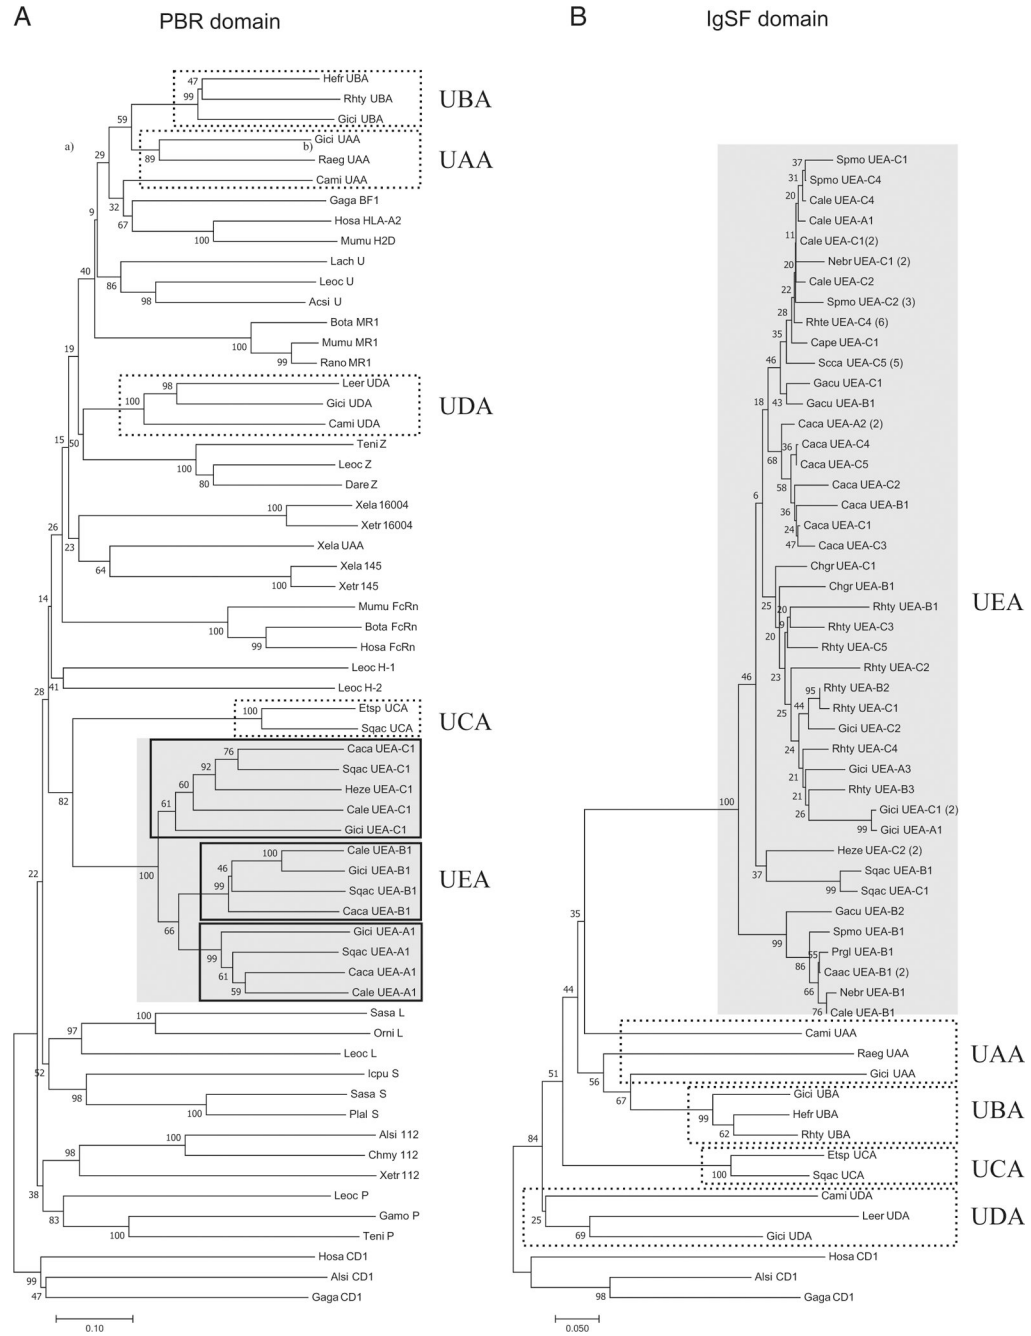 A
PBR domain
47
Hefr UBA
99
Rhty UBA
Gici UBA
UBA
59
a)
b)
Gici UAA
89
Raeg UAA
Cami UAA
UAA
29
32
Gaga BF1
67
Hosa HLA-A2
100
Mumu H2D
9
Lach U
86
Leoc U
98
Acsi U
40
Bota MR1
100
Mumu MR1
99
Rano MR1
19
98
Leer UDA
100
Gici UDA
Cami UDA
UDA
15
50
Teni Z
100
Leoc Z
80
Dare Z
100
Xela 16004
Xetr 16004
26
23
Xela UAA
64
Xela 145
100
Xetr 145
14
Mumu FcRn
100
Bota FcRn
99
Hosa FcRn
Leoc H-1
28
41
Leoc H-2
100
Etsp UCA
Sqac UCA
UCA
76
Caca UEA-C1
92
Sqac UEA-C1
60
Heze UEA-C1
82
61
Cale UEA-C1
Gici UEA-C1
100
Cale UEA-B1
22
46
Gici UEA-B1
100
99
Sqac UEA-B1
Caca UEA-B1
UEA
66
Gici UEA-A1
99
Sqac UEA-A1
61
Caca UEA-A1
59
Cale UEA-A1
100
Sasa L
97
Orni L
Leoc L
52
Icpu S
98
Sasa S
100
Plal S
100
Alsi 112
98
Chmy 112
Xetr 112
38
Leoc P
83
Gamo P
100
Teni P
Hosa CD1
99
Alsi CD1
47
Gaga CD1
0.10
B
IgSF domain
37
Spmo UEA-C1
31
Spmo UEA-C4
20
Cale UEA-C4
Cale UEA-A1
11
Cale UEA-C1(2)
20
Nebr UEA-C1 (2)
Cale UEA-C2
22
Spmo UEA-C2 (3)
28
Rhte UEA-C4 (6)
35
Cape UEA-C1
46
Scca UEA-C5 (5)
Gacu UEA-C1
18
43
Gacu UEA-B1
Caca UEA-A2 (2)
36
Caca UEA-C4
68
Caca UEA-C5
58
Caca UEA-C2
6
36
Caca UEA-B1
24
Caca UEA-C1
47
Caca UEA-C3
Chgr UEA-C1
Chgr UEA-B1
25
20
Rhty UEA-B1
9
Rhty UEA-C3
20
Rhty UEA-C5
UEA
23
Rhty UEA-C2
46
95
Rhty UEA-B2
44
Rhty UEA-C1
25
Gici UEA-C2
24
Rhty UEA-C4
21
Gici UEA-A3
21
Rhty UEA-B3
26
Gici UEA-C1 (2)
99
Gici UEA-A1
100
Heze UEA-C2 (2)
37
Sqac UEA-B1
99
Sqac UEA-C1
Gacu UEA-B2
35
99
Spmo UEA-B1
55
Prgl UEA-B1
86
Caac UEA-B1 (2)
66
Nebr UEA-B1
44
76
Cale UEA-B1
Cami UAA
Raeg UAA
56
Gici UAA
UAA
51
67
Gici UBA
99
Hefr UBA
62
Rhty UBA
UBA
84
Etsp UCA
100
Sqac UCA
UCA
Cami UDA
25
Leer UDA
69
Gici UDA
UDA
Hosa CD1
Alsi CD1
98
Gaga CD1
0.050